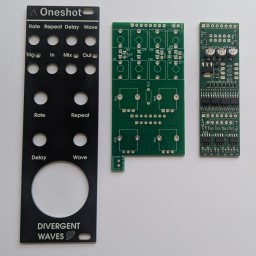 Oneshot
Rate Repeat Delay Wave
Trig In Mix Out
Rate Repeat
Delay Wave
DIVERGENT
WAVES